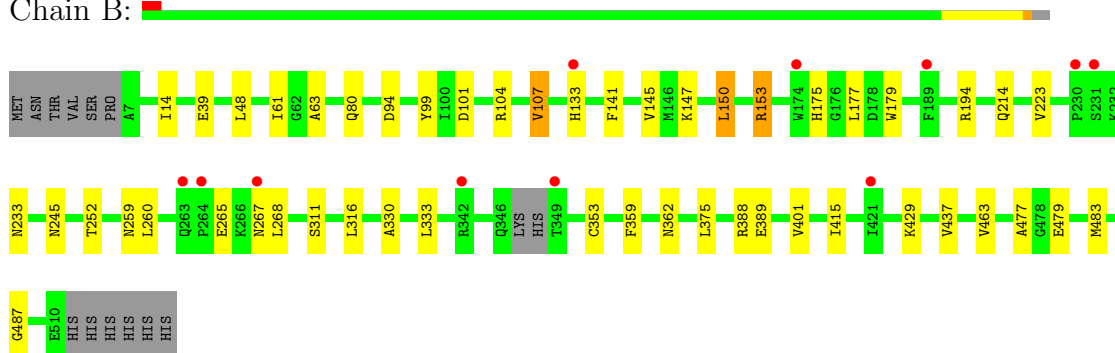 Chain B:
MET ASN THR VAL SER PRO A7 I14 E39 L48 I61 G62 A63 Q80 D94 Y99 I100 D101 R104 V107 H133 F141 V145 M146 K147 L150 R153 W174 H175 G176 L177 D178 W179 F189 R194 Q214 V223 P230 S231 K232
N233 N245 T252 N259 L260 Q263 P264 E265 K266 N267 L268 S311 L316 A330 L333 R342 Q346 LYS HIS T349 C353 F359 N362 L375 R388 E389 V401 I415 I421 K429 V437 V463 A477 G478 E479 M483
G487 E510 HIS HIS HIS HIS HIS HIS